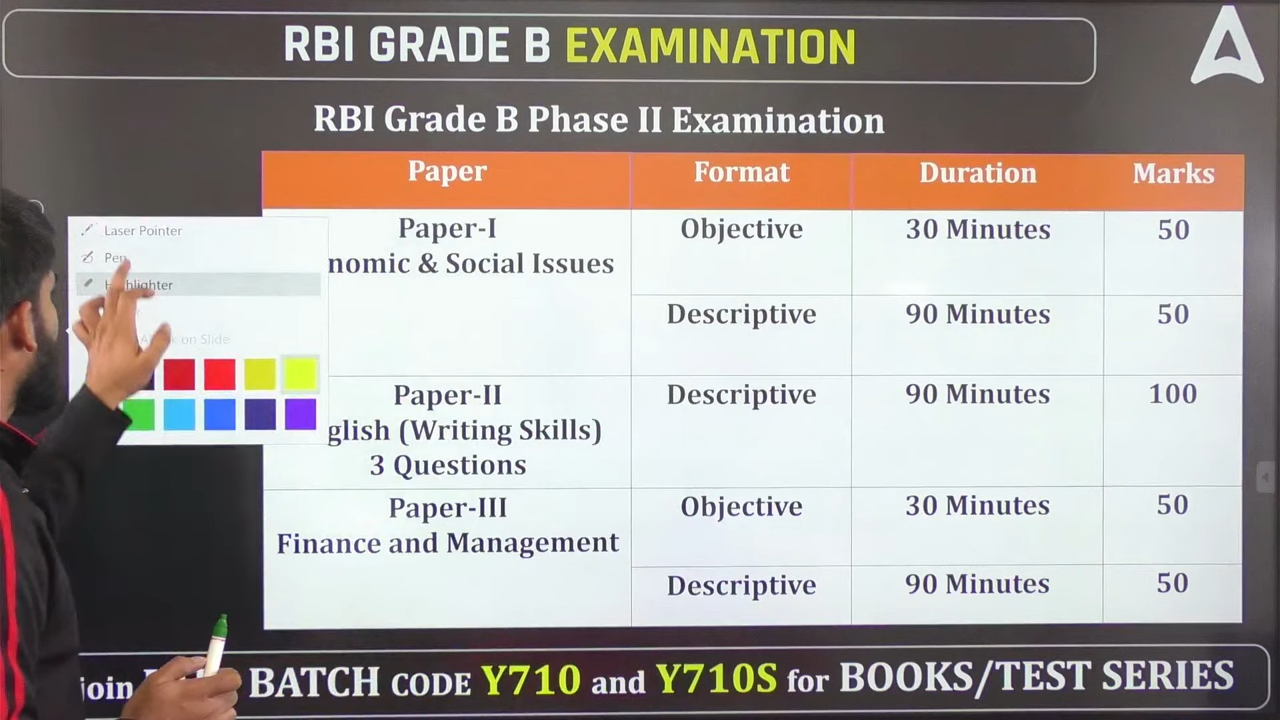 RBI GRADE B EXAMINATION
RBI Grade B Phase II Examination
Paper Format Duration Marks
Paper-I Objective 30 Minutes 50
nomic & Social Issues
Descriptive 90 Minutes 50
Paper-II Descriptive 90 Minutes 100
glish (Writing Skills)
3 Questions
Paper-III Objective 30 Minutes 50
Finance and Management
Descriptive 90 Minutes 50
Laser Pointer
Pen
Highlighter
on Slide
join BATCH CODE Y710 and Y710S for BOOKS/TEST SERIES